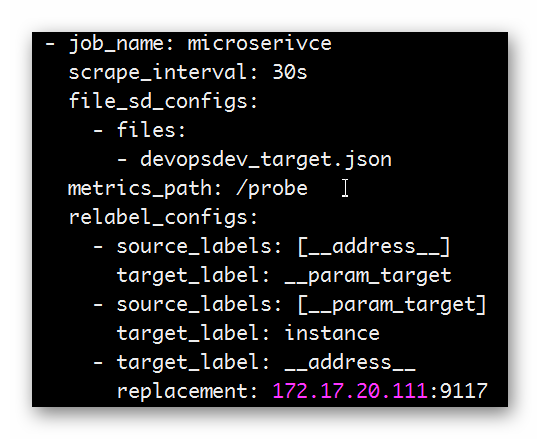 - job_name: microserivce
  scrape_interval: 30s
  file_sd_configs:
    - files:
      - devopsdev_target.json
  metrics_path: /probe
  relabel_configs:
    - source_labels: [__address__]
      target_label: __param_target
    - source_labels: [__param_target]
      target_label: instance
    - target_label: __address__
      replacement: 172.17.20.111:9117